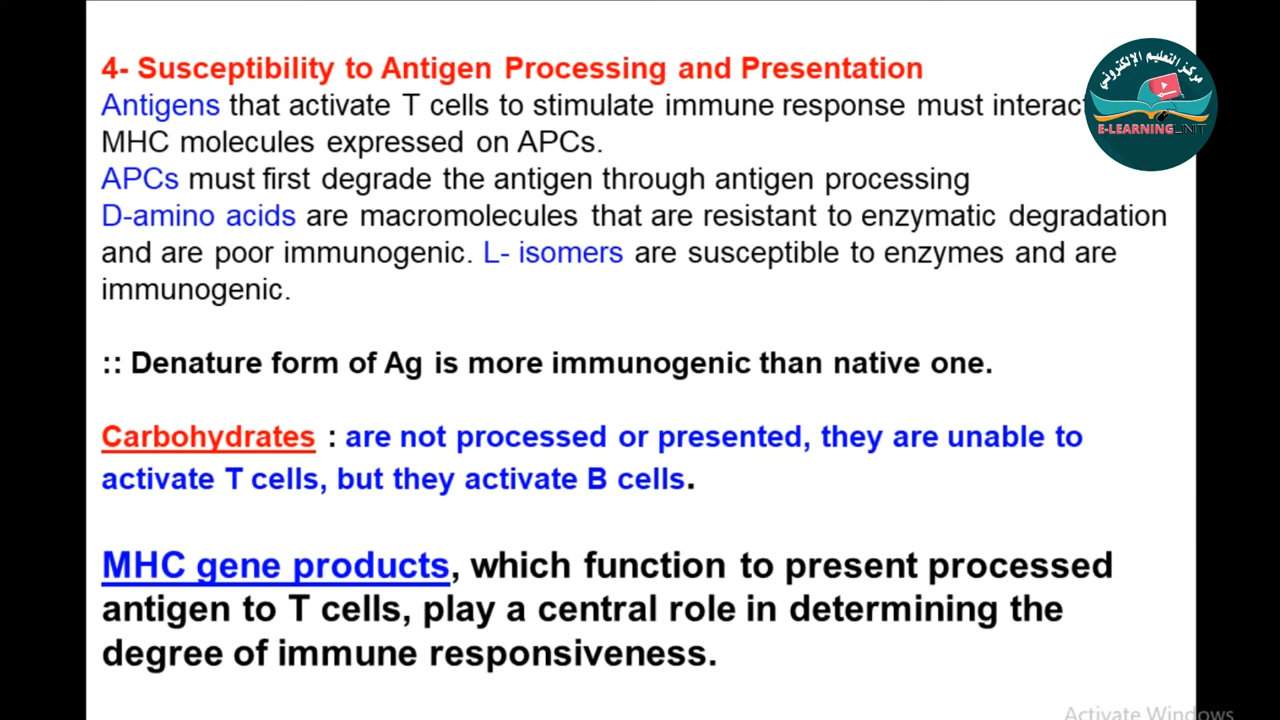 4- Susceptibility to Antigen Processing and Presentation
Antigens that activate T cells to stimulate immune response must interact
MHC molecules expressed on APCs.
APCs must first degrade the antigen through antigen processing
D-amino acids are macromolecules that are resistant to enzymatic degradation
and are poor immunogenic. L- isomers are susceptible to enzymes and are
immunogenic.
:: Denature form of Ag is more immunogenic than native one.
Carbohydrates : are not processed or presented, they are unable to
activate T cells, but they activate B cells.
MHC gene products, which function to present processed
antigen to T cells, play a central role in determining the
degree of immune responsiveness.
مركز التعليم الإلكتروني
E-LEARNING UNIT
Activate Windows